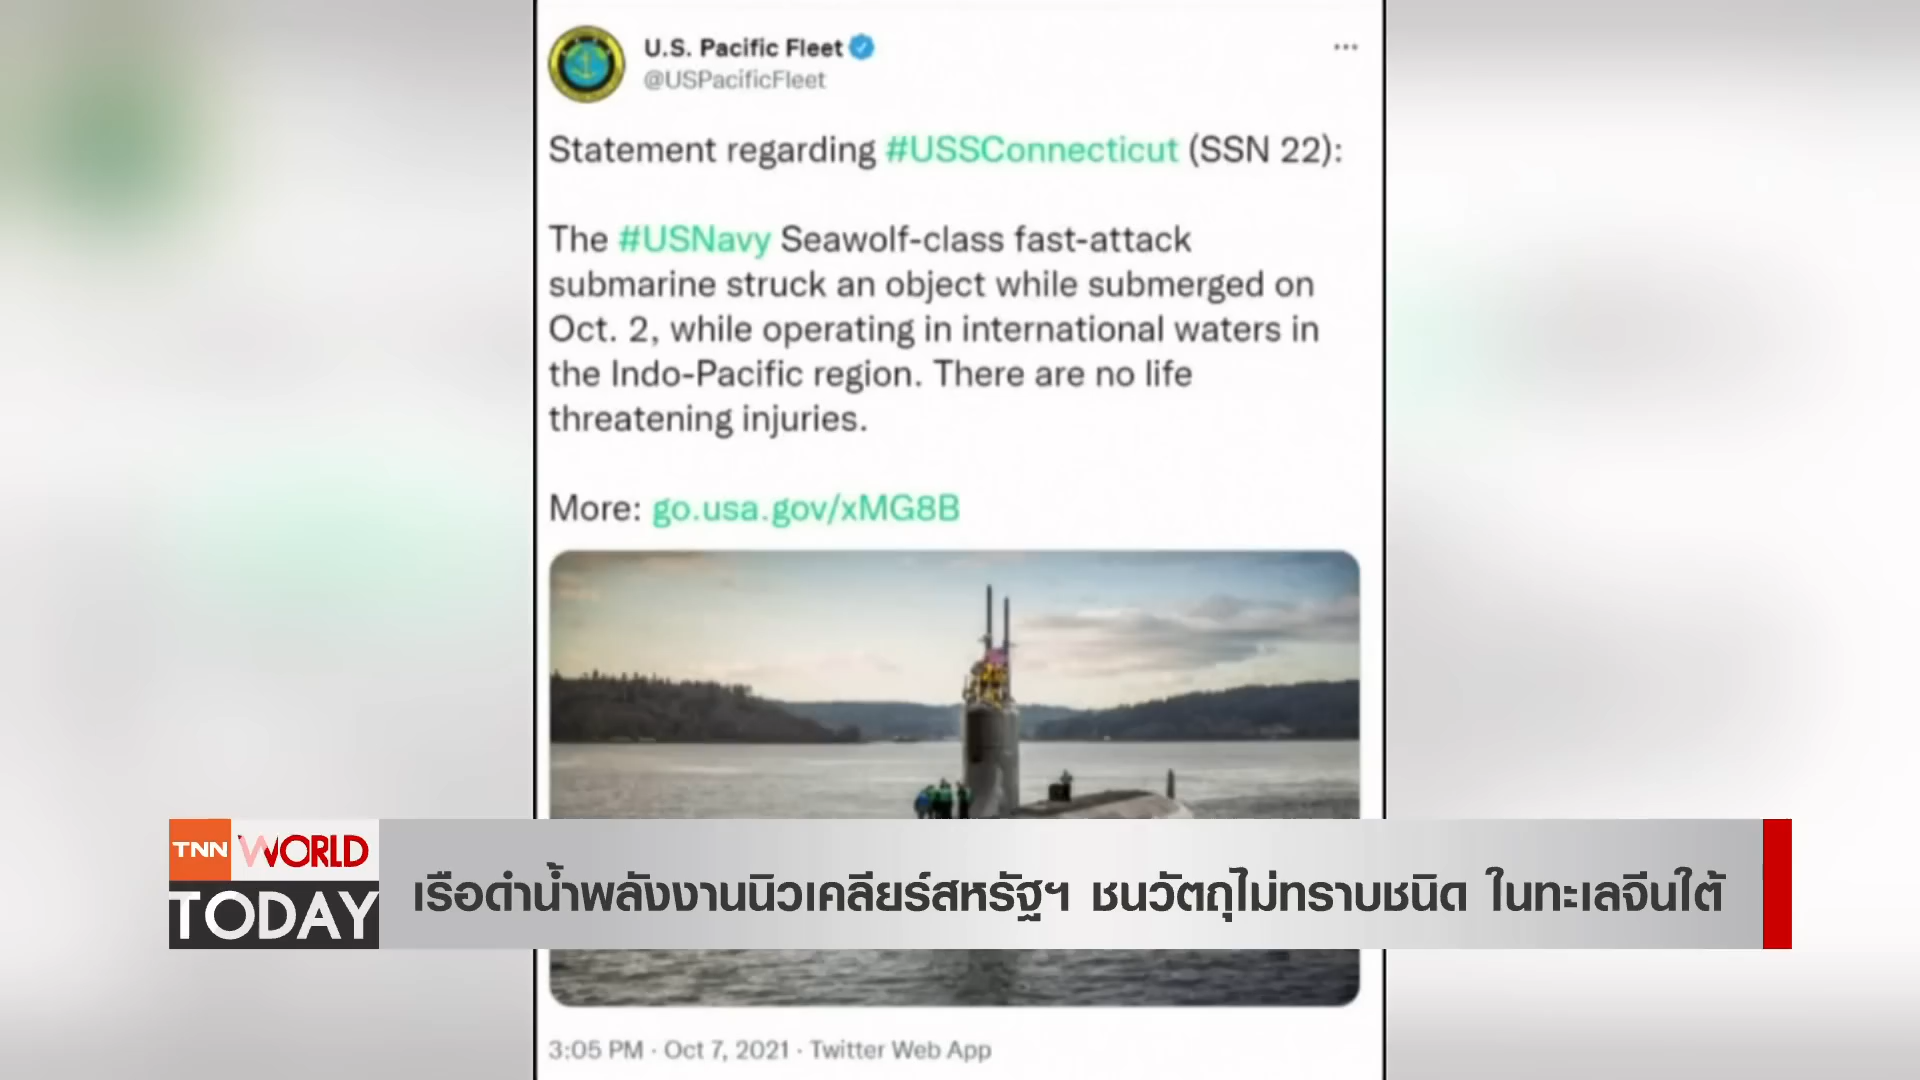 U.S. Pacific Fleet
@USPacificFleet
Statement regarding #USSConnecticut (SSN 22):
The #USNavy Seawolf-class fast-attack
submarine struck an object while submerged on
Oct. 2, while operating in international waters in
the Indo-Pacific region. There are no life
threatening injuries.
More: go.usa.gov/xMG8B
TNN WORLD
TODAY
เรือดำน้ำพลังงานนิวเคลียร์สหรัฐฯ ชนวัตถุไม่ทราบชนิด ในทะเลจีนใต้
3:05 PM · Oct 7, 2021 · Twitter Web App